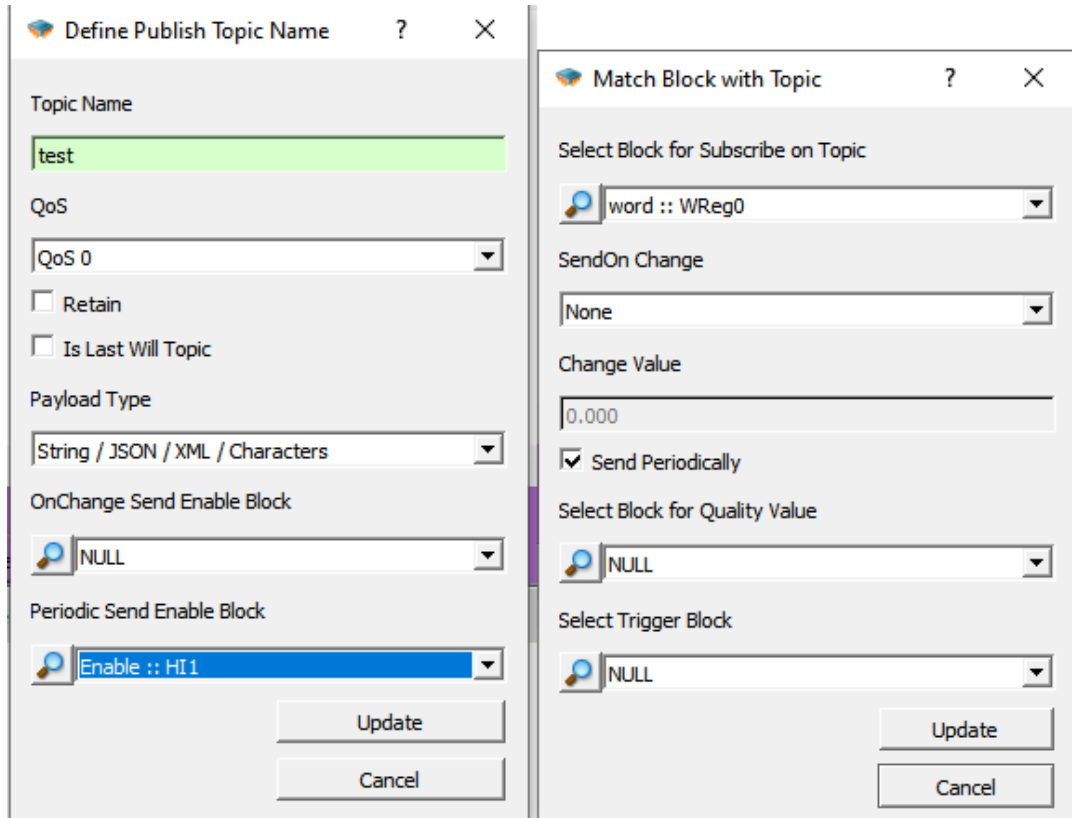 Define Publish Topic Name ? ×
Topic Name
test
QoS
QoS 0
Retain
Is Last Will Topic
Payload Type
String / JSON / XML / Characters
OnChange Send Enable Block
NULL
Periodic Send Enable Block
Enable :: HI1
Update
Cancel
Match Block with Topic ? ×
Select Block for Subscribe on Topic
word :: WReg0
SendOn Change
None
Change Value
0.000
Send Periodically
Select Block for Quality Value
NULL
Select Trigger Block
NULL
Update
Cancel